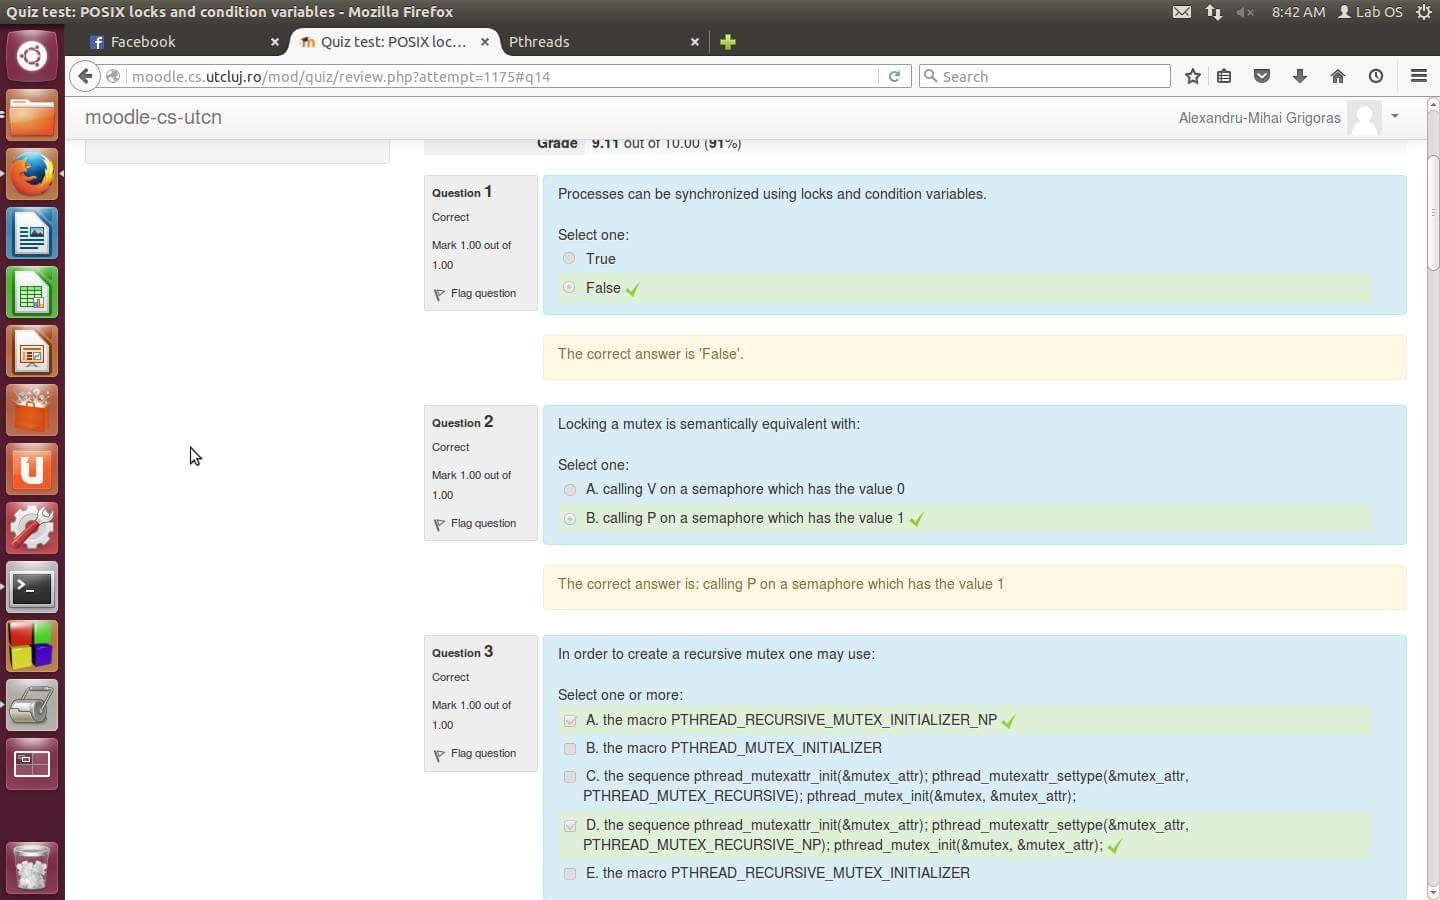 Quiz test: POSIX locks and condition variables - Mozilla Firefox
8:42 AM
Lab OS
Facebook
Quiz test: POSIX loc...
Pthreads
moodle.cs.utcluj.ro/mod/quiz/review.php?attempt=1175#q14
Search
moodle-cs-utcn
Alexandru-Mihai Grigoras
Grade 9.11 out of 10.00 (91%)
Question 1
Correct
Mark 1.00 out of
1.00
Flag question
Processes can be synchronized using locks and condition variables.
Select one:
True
False
The correct answer is 'False'.
Question 2
Correct
Mark 1.00 out of
1.00
Flag question
Locking a mutex is semantically equivalent with:
Select one:
A. calling V on a semaphore which has the value 0
B. calling P on a semaphore which has the value 1
The correct answer is: calling P on a semaphore which has the value 1
Question 3
Correct
Mark 1.00 out of
1.00
Flag question
In order to create a recursive mutex one may use:
Select one or more:
A. the macro PTHREAD_RECURSIVE_MUTEX_INITIALIZER_NP
B. the macro PTHREAD_MUTEX_INITIALIZER
C. the sequence pthread_mutexattr_init(&mutex_attr); pthread_mutexattr_settype(&mutex_attr,
PTHREAD_MUTEX_RECURSIVE); pthread_mutex_init(&mutex, &mutex_attr);
D. the sequence pthread_mutexattr_init(&mutex_attr); pthread_mutexattr_settype(&mutex_attr,
PTHREAD_MUTEX_RECURSIVE_NP); pthread_mutex_init(&mutex, &mutex_attr);
E. the macro PTHREAD_RECURSIVE_MUTEX_INITIALIZER